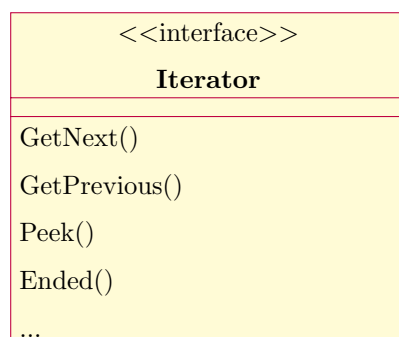 <<interface>>
Iterator
GetNext()
GetPrevious()
Peek()
Ended()
...